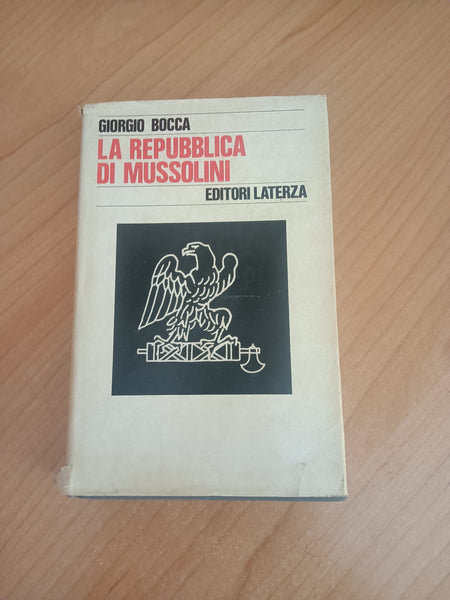 GIORGIO BOCCA
LA REPUBBLICA
DI MUSSOLINI
EDITORI LATERZA